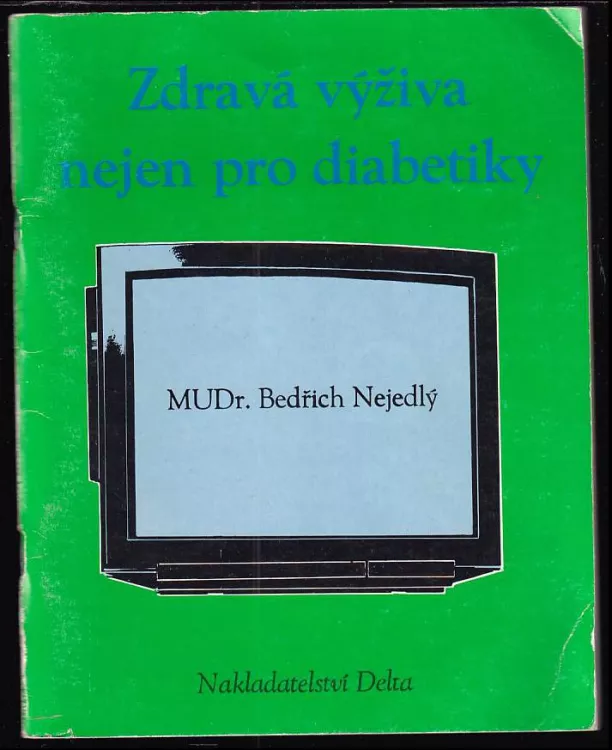 Zdravá výživa
nejen pro diabetiky
MUDr. Bedřich Nejedlý
Nakladatelství Delta